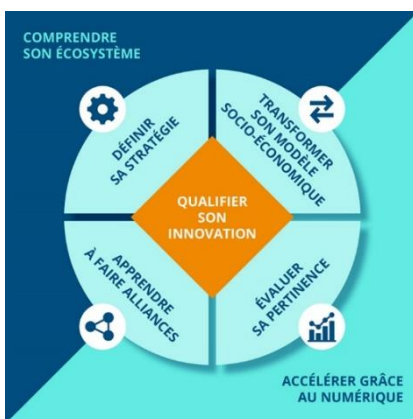 COMPRENDRE
SON ÉCOSYSTÈME
DÉFINIR
SA STRATÉGIE
TRANSFORMER
SON MODÈLE
SOCIO-ÉCONOMIQUE
QUALIFIER
SON
INNOVATION
APPRENDRE
À FAIRE ALLIANCES
ÉVALUER
SA PERTINENCE
ACCÉLÉRER GRÂCE
AU NUMÉRIQUE